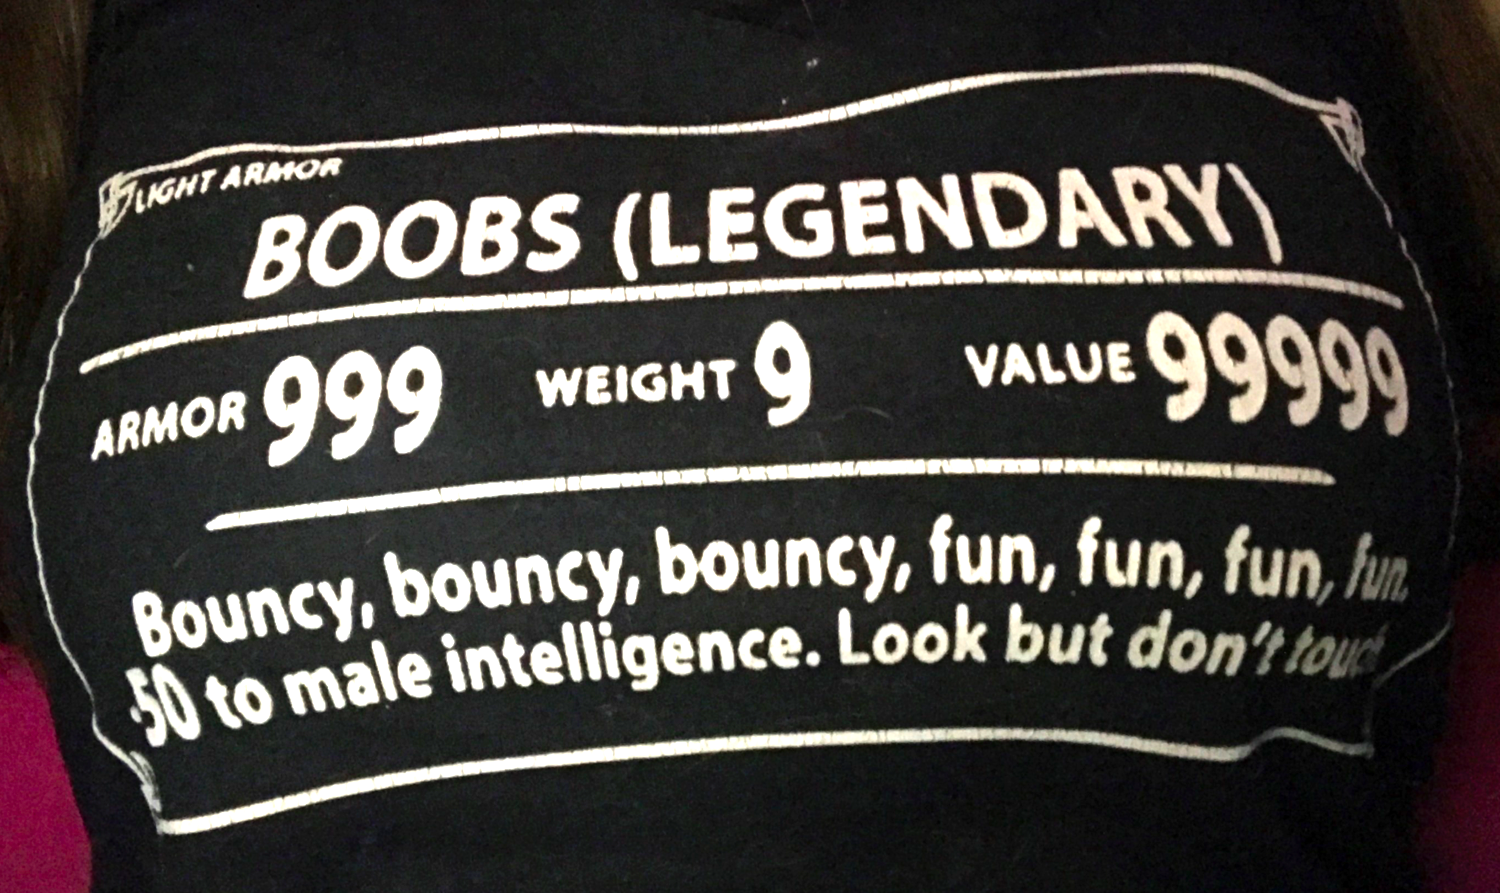 LIGHT ARMOR
BOOBS (LEGENDARY)
ARMOR 999 WEIGHT 9 VALUE 99999
Bouncy, bouncy, bouncy, fun, fun, fun, fun.
-50 to male intelligence. Look but don't touch